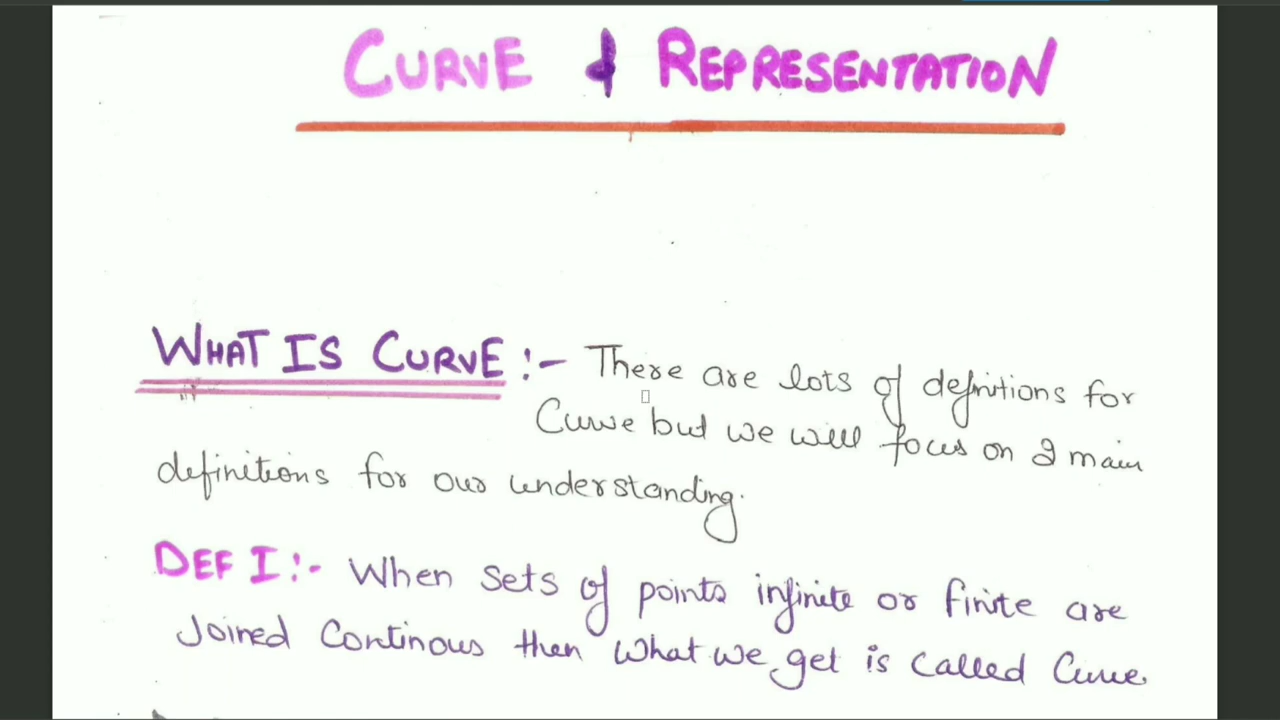 CURVE & REPRESENTATION
WHAT IS CURVE :- There are lots of definitions for
Curve but we will focus on 2 main
definitions for our understanding.
DEF I :- When sets of points infinite or finite are
Joined Continous then what we get is called Curve.